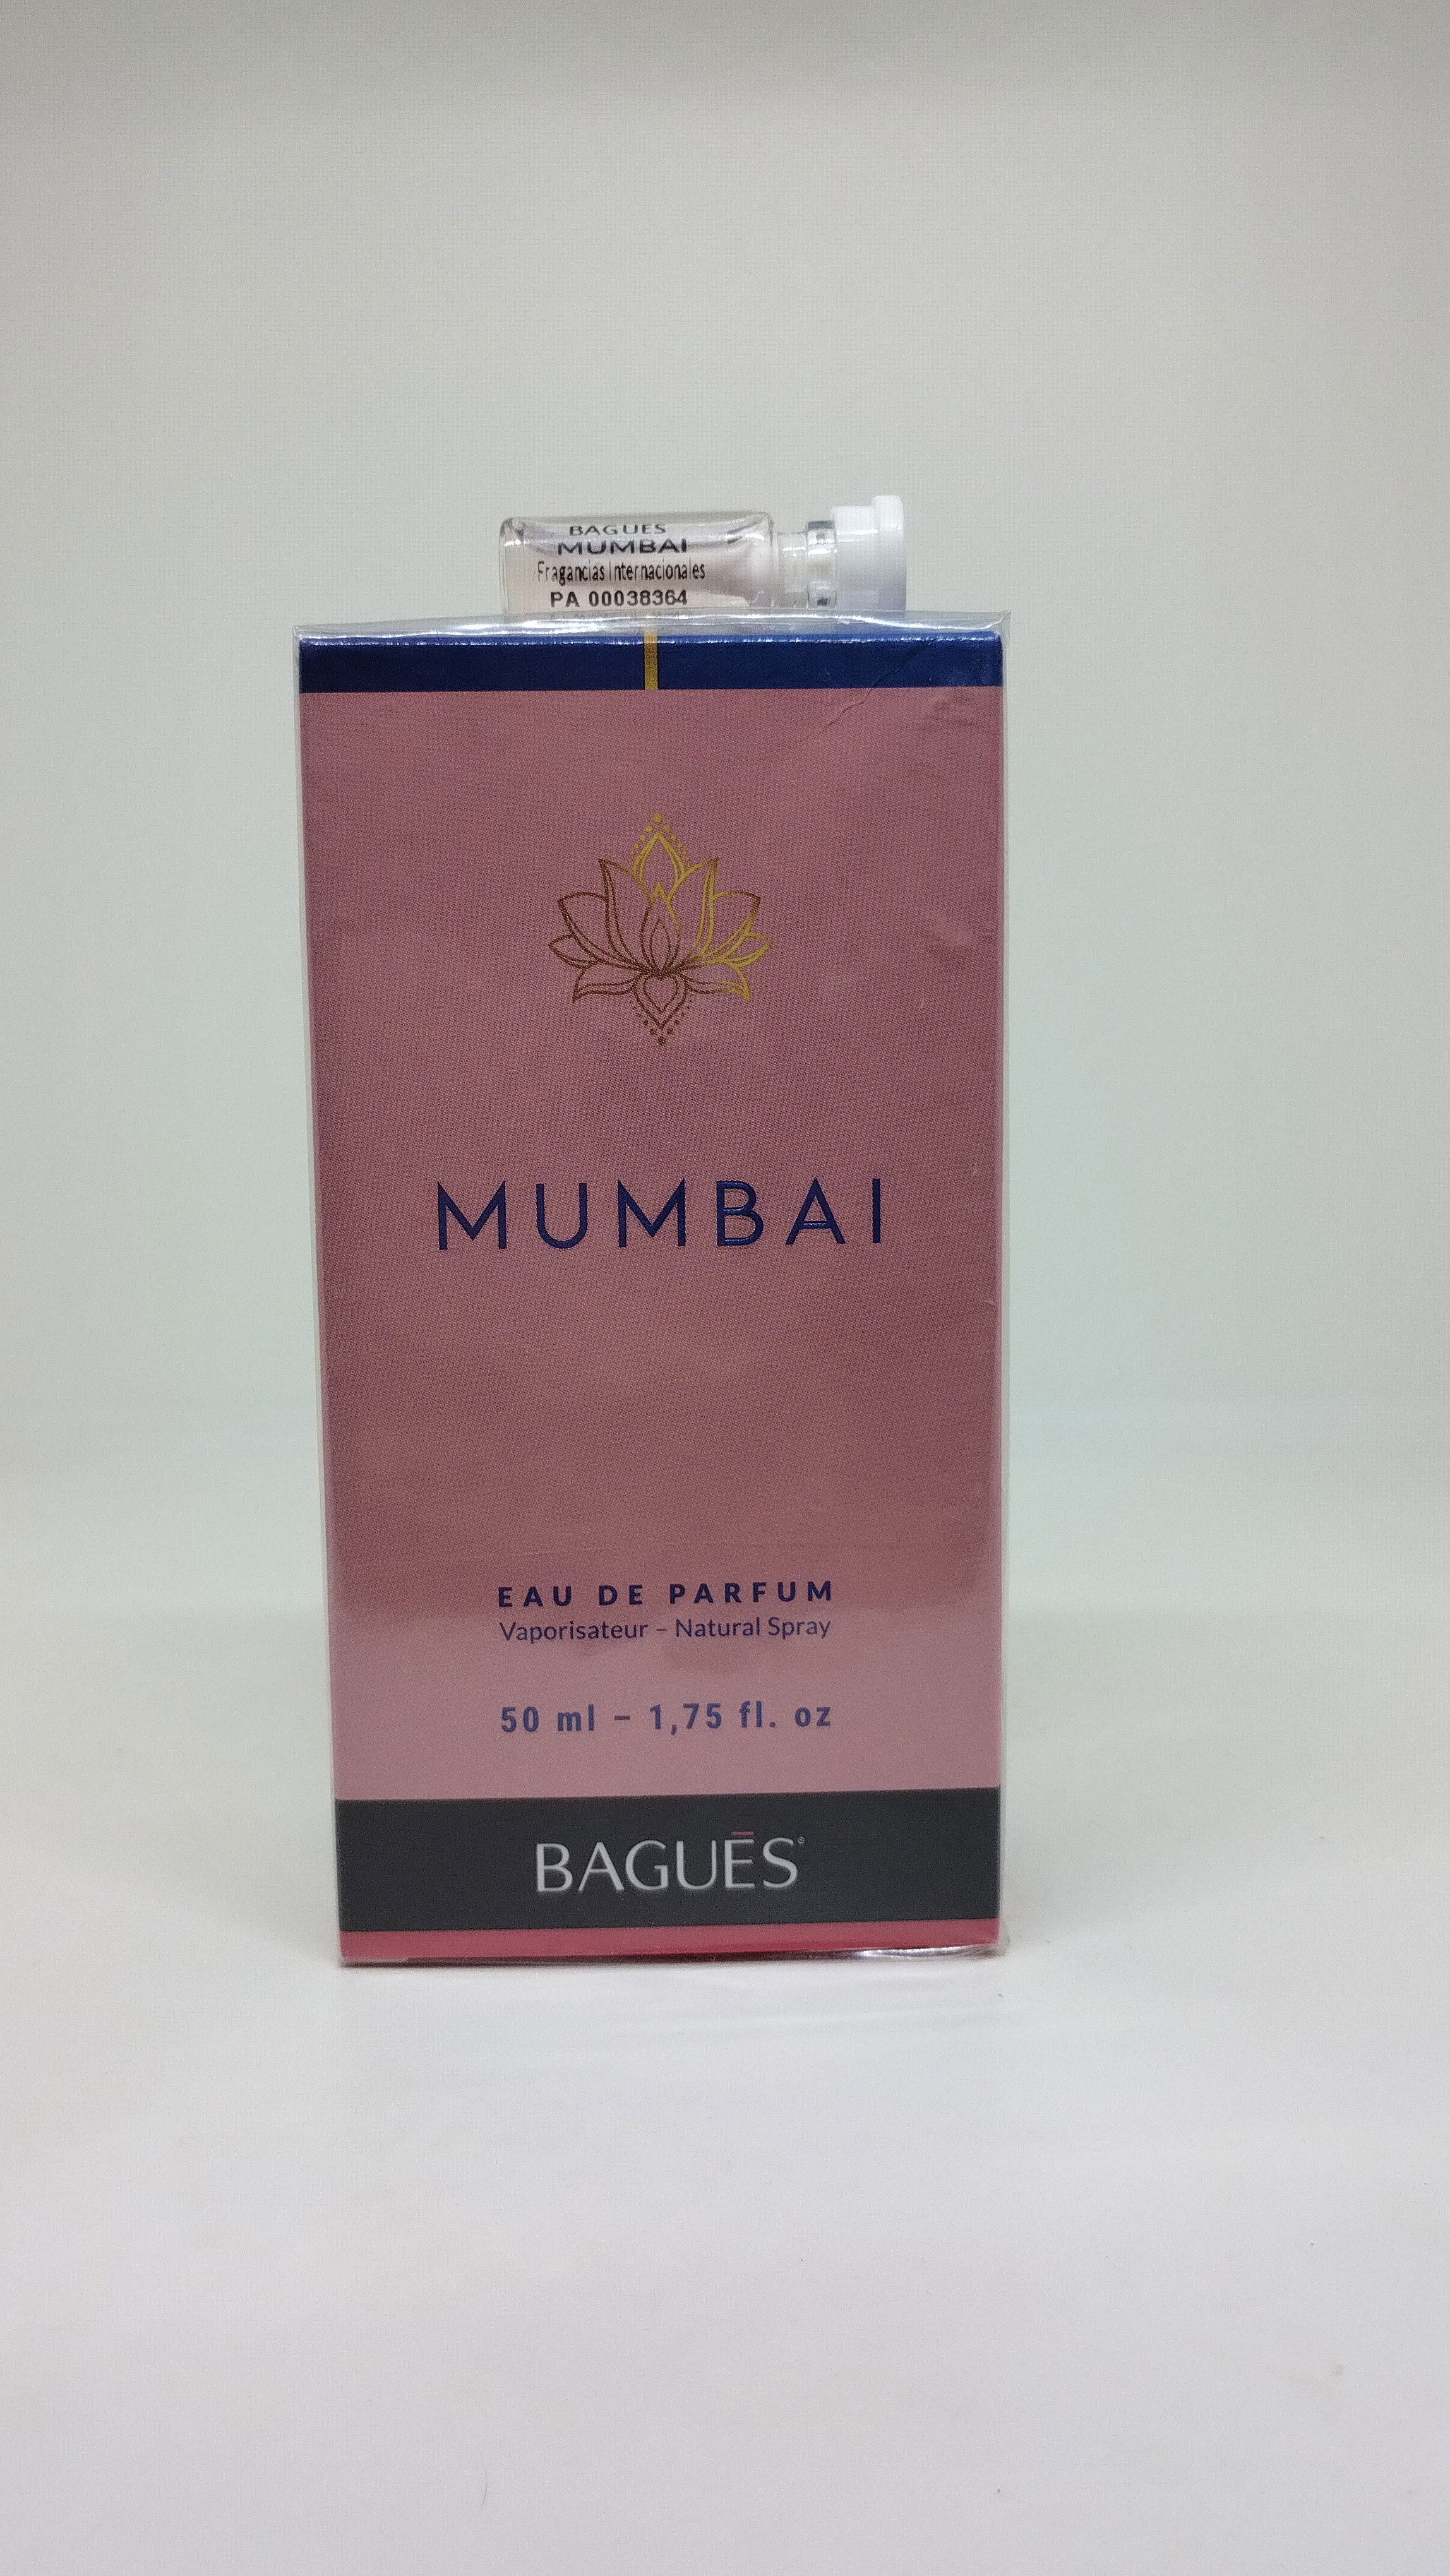 BAGUES
MUMBAI
Fragancias Internacionales
PA 00038364
MUMBAI
EAU DE PARFUM
Vaporisateur – Natural Spray
50 ml – 1,75 fl. oz
BAGUĒS®